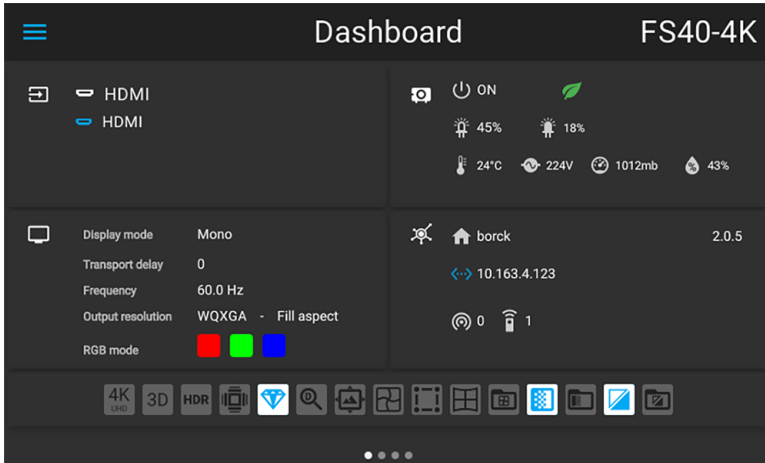 Dashboard FS40-4K
HDMI
HDMI
ON
45% 18%
24°C 224V 1012mb % 43%
Display mode Mono
Transport delay 0
Frequency 60.0 Hz
Output resolution WQXGA - Fill aspect
RGB mode
borck 2.0.5
10.163.4.123
0 1
4K UHD 3D HDR D